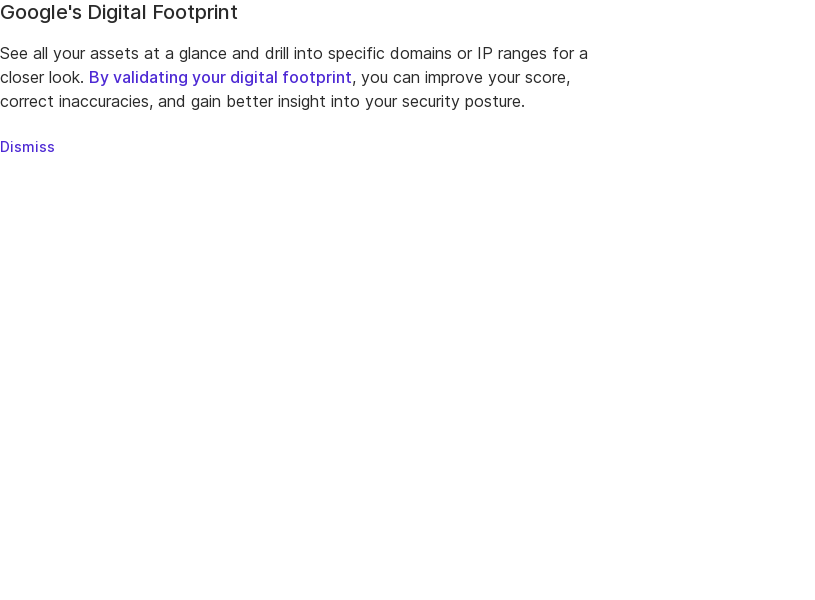 Google's Digital Footprint
See all your assets at a glance and drill into specific domains or IP ranges for a
closer look. By validating your digital footprint, you can improve your score,
correct inaccuracies, and gain better insight into your security posture.
Dismiss